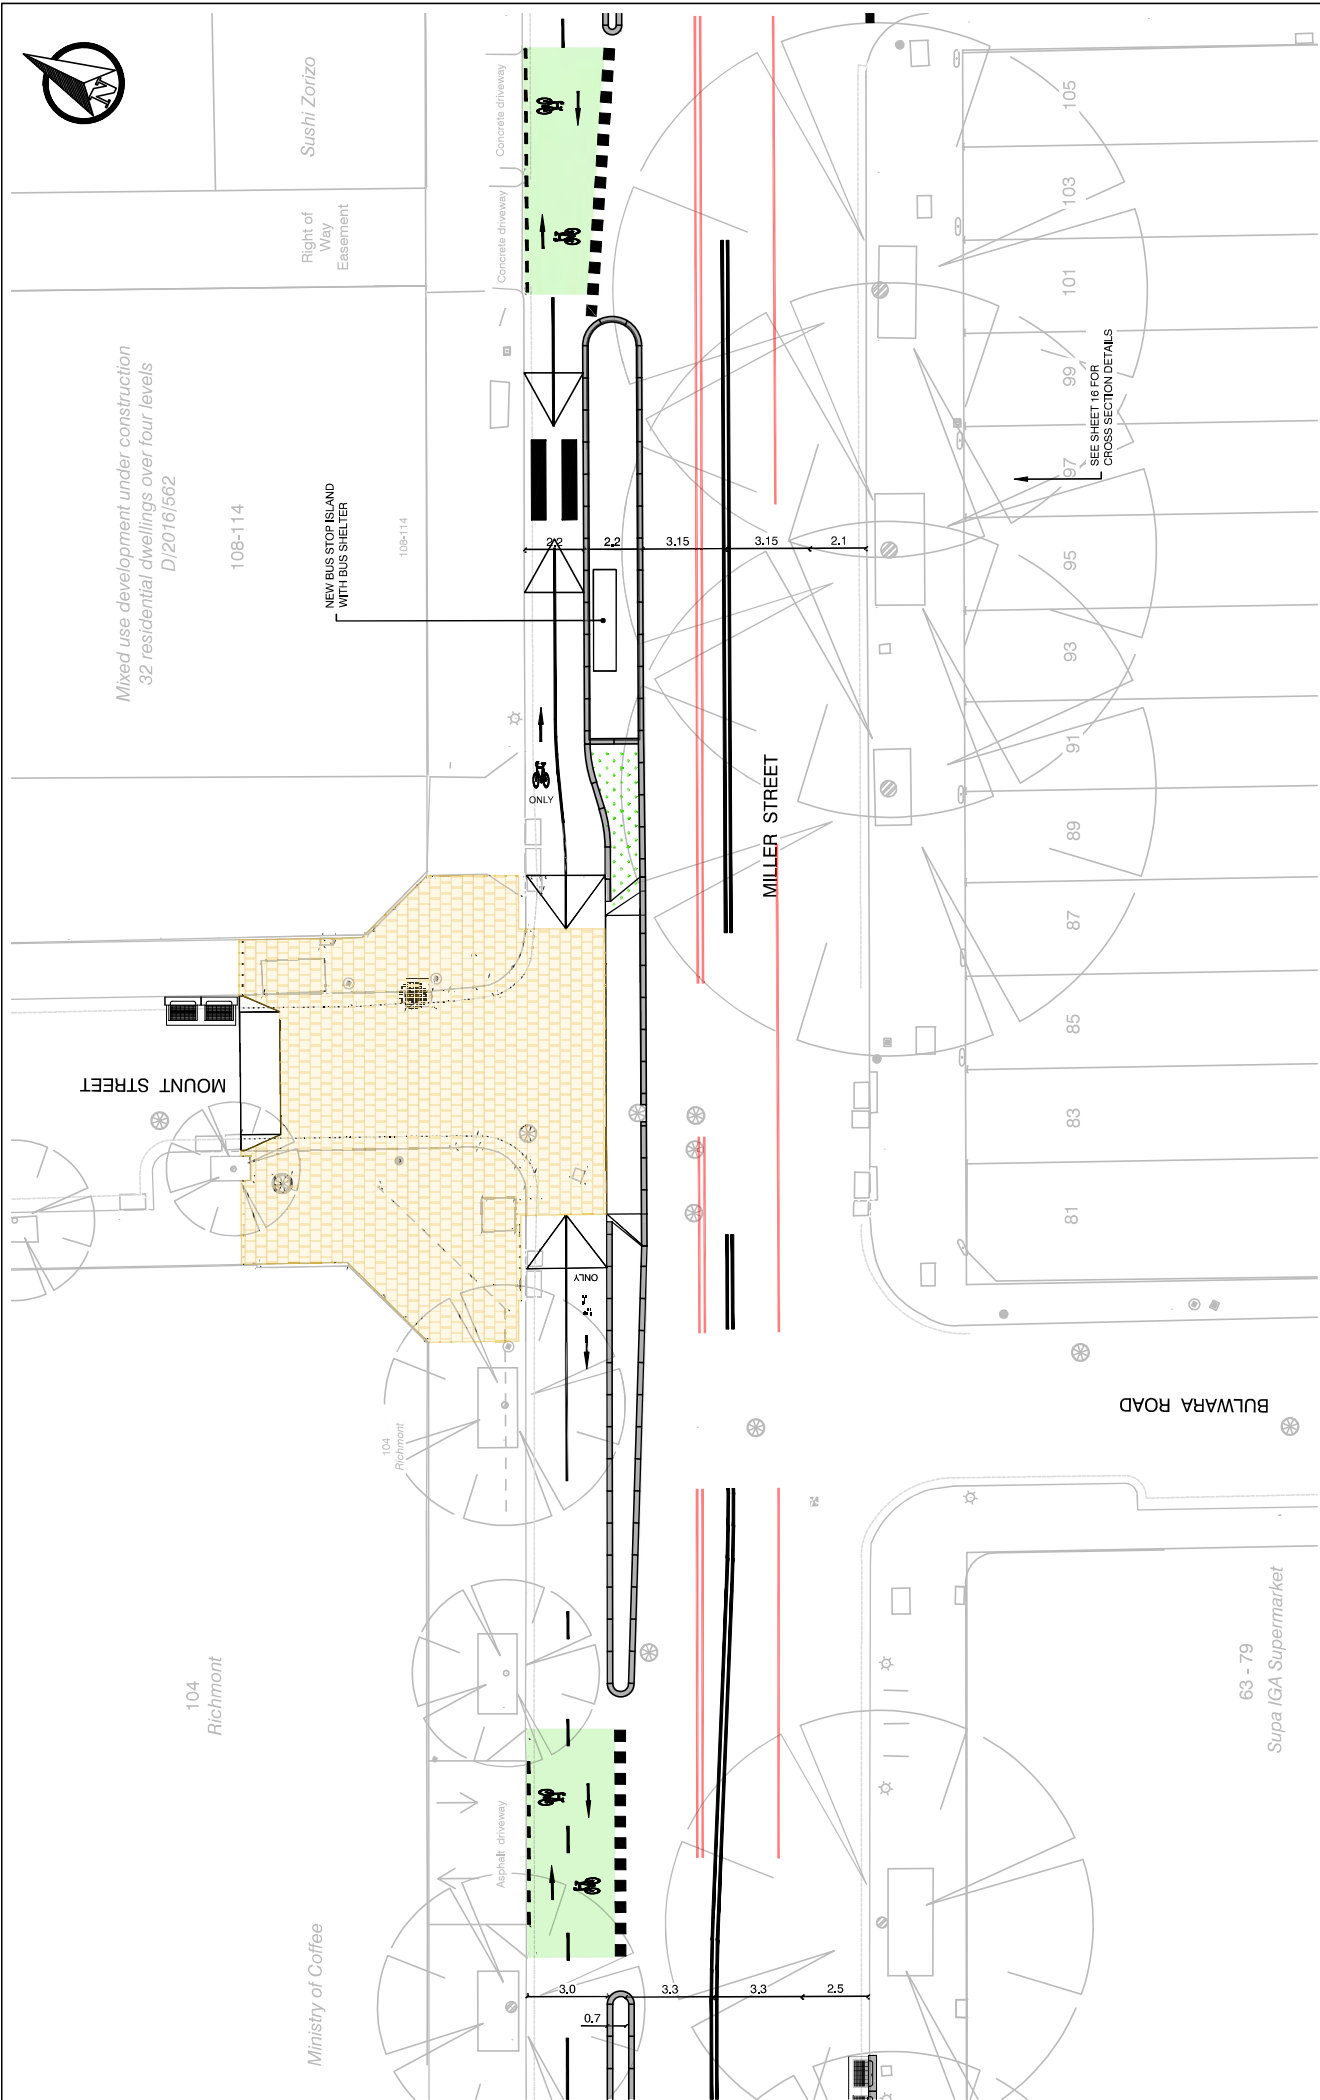 N
Sushi Zorizo
Concrete driveway
Right of
Way
Easement
Concrete driveway
105
103
101
99
97
95
93
91
89
87
85
83
81
SEE SHEET 16 FOR
CROSS SECTION DETAILS
Mixed use development under construction
32 residential dwellings over four levels
D/2016/562
108-114
108-114
NEW BUS STOP ISLAND
WITH BUS SHELTER
2.2
2.2
3.15
3.15
2.1
ONLY
MILLER STREET
MOUNT STREET
ONLY
BULWARA ROAD
104
Richmont
104
Richmont
63 - 79
Supa IGA Supermarket
Asphalt driveway
Ministry of Coffee
3.0
3.3
3.3
2.5
0.7